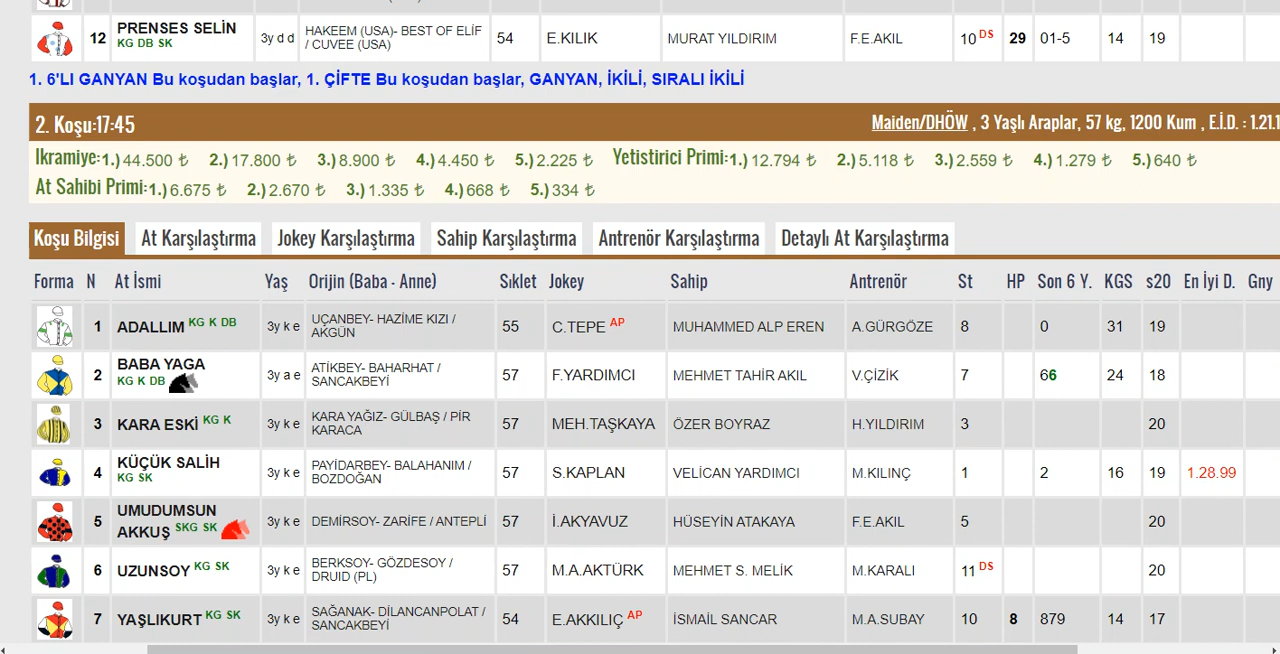 12 PRENSES SELİN KG DB SK 3y d d HAKEEM (USA)- BEST OF ELİF / CUVEE (USA) 54 E.KILIK MURAT YILDIRIM F.E.AKIL 10 DS 29 01-5 14 19
1. 6'LI GANYAN Bu koşudan başlar, 1. ÇİFTE Bu koşudan başlar, GANYAN, İKİLİ, SIRALI İKİLİ
2. Koşu:17:45 Maiden/DHÖW , 3 Yaşlı Araplar, 57 kg, 1200 Kum , E.İ.D. : 1.21.1
Ikramiye:1.) 44.500 ₺ 2.) 17.800 ₺ 3.) 8.900 ₺ 4.) 4.450 ₺ 5.) 2.225 ₺ Yetistirici Primi:1.) 12.794 ₺ 2.) 5.118 ₺ 3.) 2.559 ₺ 4.) 1.279 ₺ 5.) 640 ₺
At Sahibi Primi:1.) 6.675 ₺ 2.) 2.670 ₺ 3.) 1.335 ₺ 4.) 668 ₺ 5.) 334 ₺
Koşu Bilgisi At Karşılaştırma Jokey Karşılaştırma Sahip Karşılaştırma Antrenör Karşılaştırma Detaylı At Karşılaştırma
Forma N At İsmi Yaş Orijin (Baba - Anne) Sıklet Jokey Sahip Antrenör St HP Son 6 Y. KGS s20 En İyi D. Gny
1 ADALLIM KG K DB 3y k e UÇANBEY- HAZİME KIZI / AKGÜN 55 C.TEPE AP MUHAMMED ALP EREN A.GÜRGÖZE 8 0 31 19
2 BABA YAGA KG K DB 3y a e ATİKBEY- BAHARHAT / SANCAKBEYİ 57 F.YARDIMCI MEHMET TAHİR AKIL V.ÇİZİK 7 66 24 18
3 KARA ESKİ KG K 3y k e KARA YAĞIZ- GÜLBAŞ / PİR KARACA 57 MEH.TAŞKAYA ÖZER BOYRAZ H.YILDIRIM 3 20
4 KÜÇÜK SALİH KG SK 3y k e PAYİDARBEY- BALAHANIM / BOZDOĞAN 57 S.KAPLAN VELİCAN YARDIMCI M.KILINÇ 1 2 16 19 1.28.99
5 UMUDUMSUN AKKUŞ SKG SK 3y k e DEMİRSOY- ZARİFE / ANTEPLİ 57 İ.AKYAVUZ HÜSEYİN ATAKAYA F.E.AKIL 5 20
6 UZUNSOY KG SK 3y k e BERKSOY- GÖZDESOY / DRUID (PL) 57 M.A.AKTÜRK MEHMET S. MELİK M.KARALI 11 DS 20
7 YAŞLIKURT KG SK 3y k e SAĞANAK- DİLANCANPOLAT / SANCAKBEYİ 54 E.AKKILIÇ AP İSMAİL SANCAR M.A.SUBAY 10 8 879 14 17